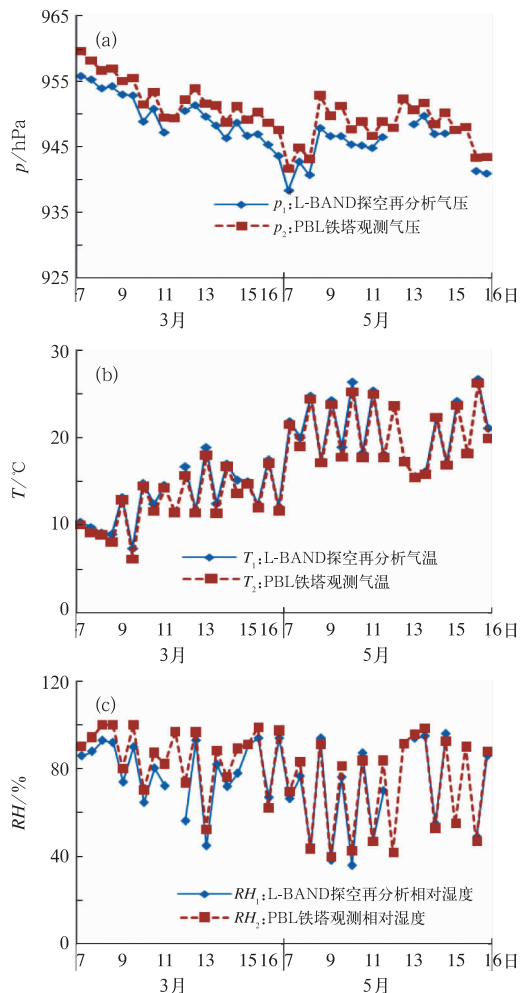 965
(a)
955
945
p/hPa
p₁:L-BAND探空再分析气压
935
p₂:PBL铁塔观测气压
925
7 9 11 13 15 16 7 9 11 13 15 16日
3月 5月
30
(b)
20
T/℃
10
T₁:L-BAND探空再分析气温
T₂:PBL铁塔观测气温
0
7 9 11 13 15 16 7 9 11 13 15 16日
3月 5月
120
(c)
80
RH/%
40
RH₁:L-BAND探空再分析相对湿度
RH₂:PBL铁塔观测相对湿度
0
7 9 11 13 15 16 7 9 11 13 15 16日
3月 5月